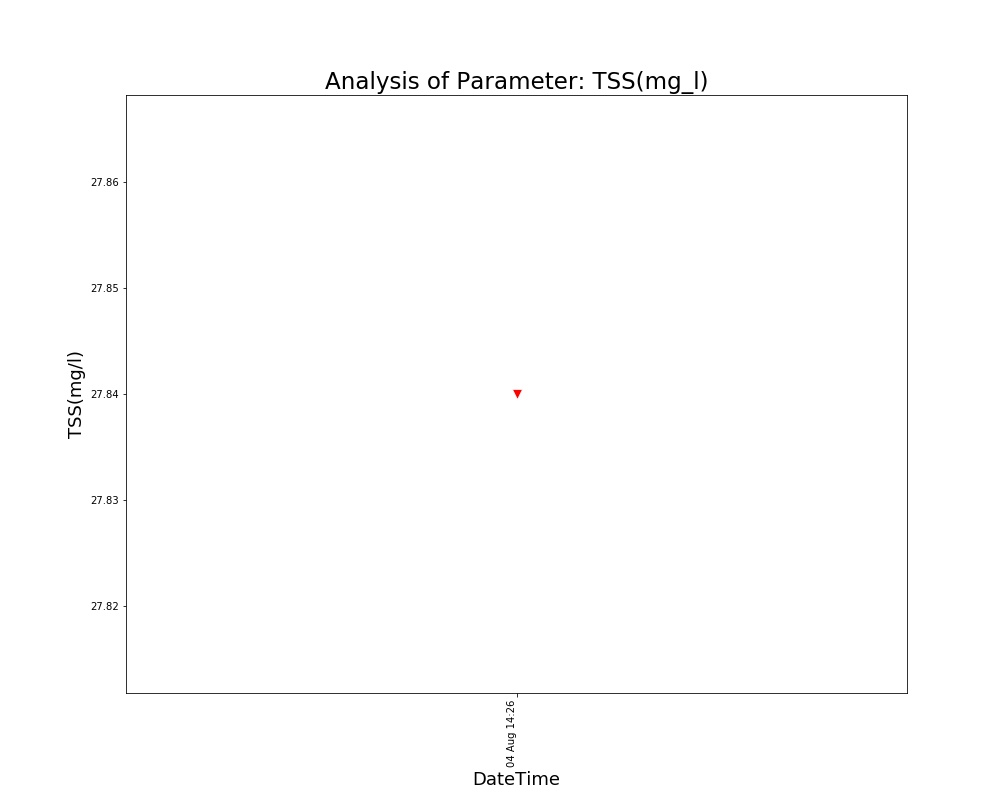 Analysis of Parameter: TSS(mg_l)
27.86
27.85
27.84
27.83
27.82
TSS(mg/l)
04 Aug 14:26
DateTime